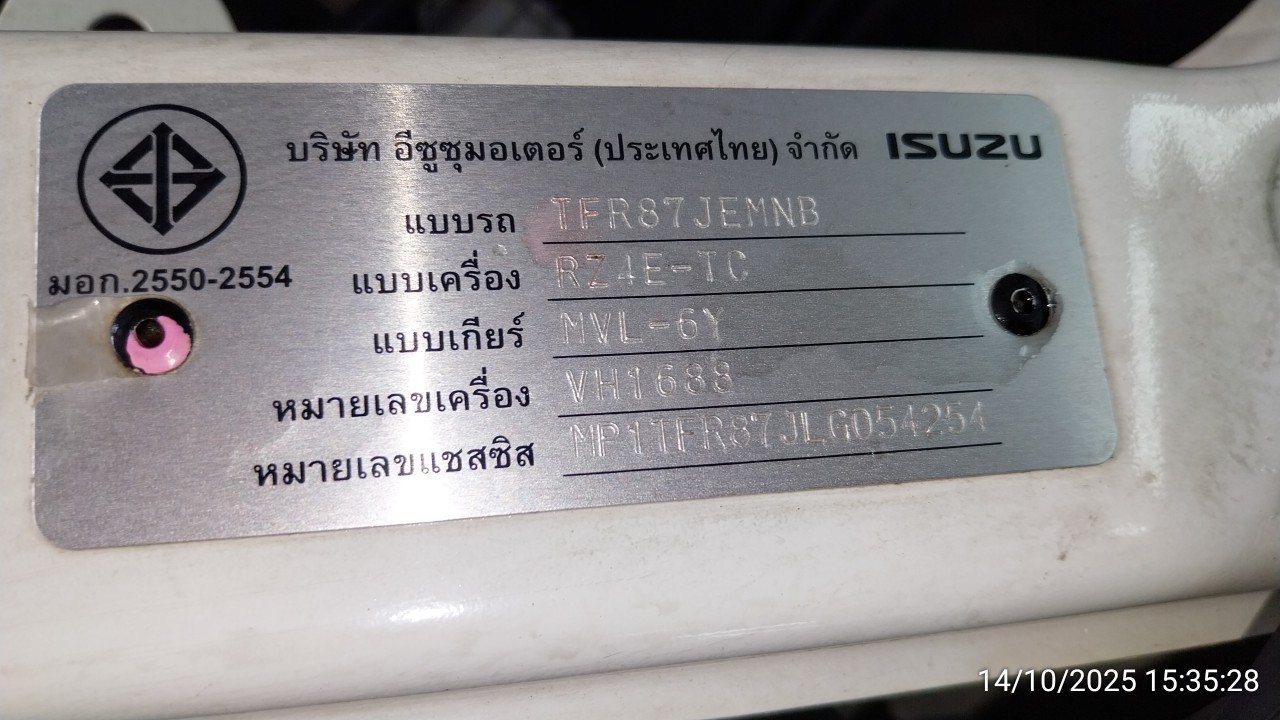 บริษัท อีซูซุมอเตอร์ (ประเทศไทย) จำกัด ISUZU
แบบรถ TFR87JEMNB
มอก.2550-2554
แบบเครื่อง RZ4E-TC
แบบเกียร์ MVL-6Y
หมายเลขเครื่อง VH1688
หมายเลขแชสซิส MP1TFR87JLG054254
14/10/2025 15:35:28